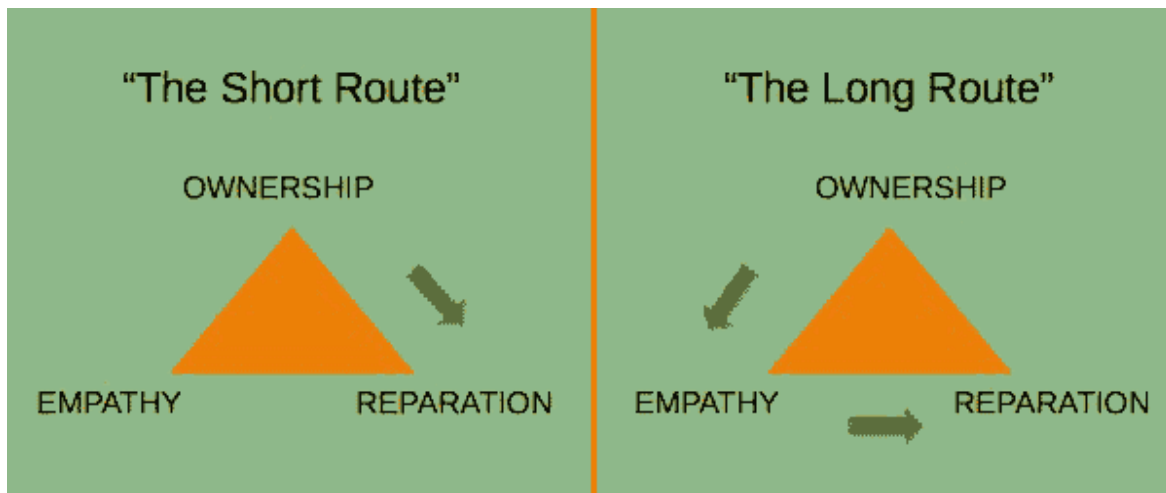 “The Short Route”
OWNERSHIP
EMPATHY
REPARATION
“The Long Route”
OWNERSHIP
EMPATHY
REPARATION